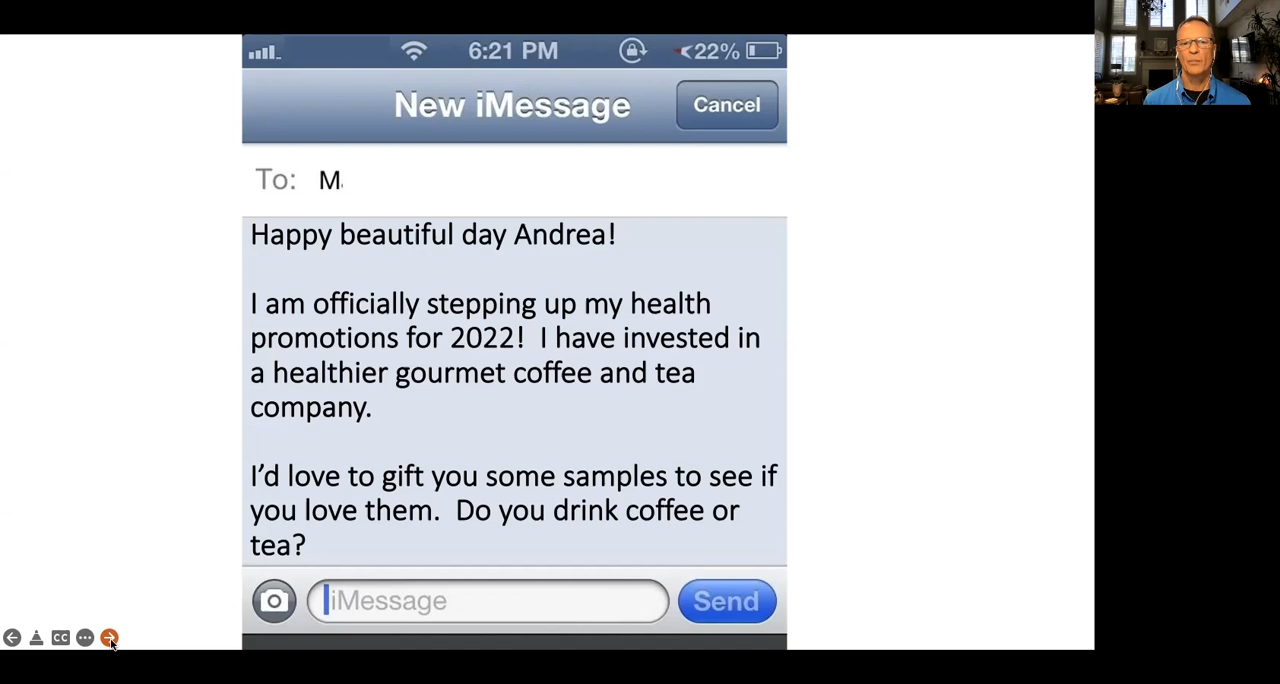 6:21 PM
22%
New iMessage
Cancel
To: M
Happy beautiful day Andrea!
I am officially stepping up my health
promotions for 2022! I have invested in
a healthier gourmet coffee and tea
company.
I'd love to gift you some samples to see if
you love them. Do you drink coffee or
tea?
iMessage
Send
CC